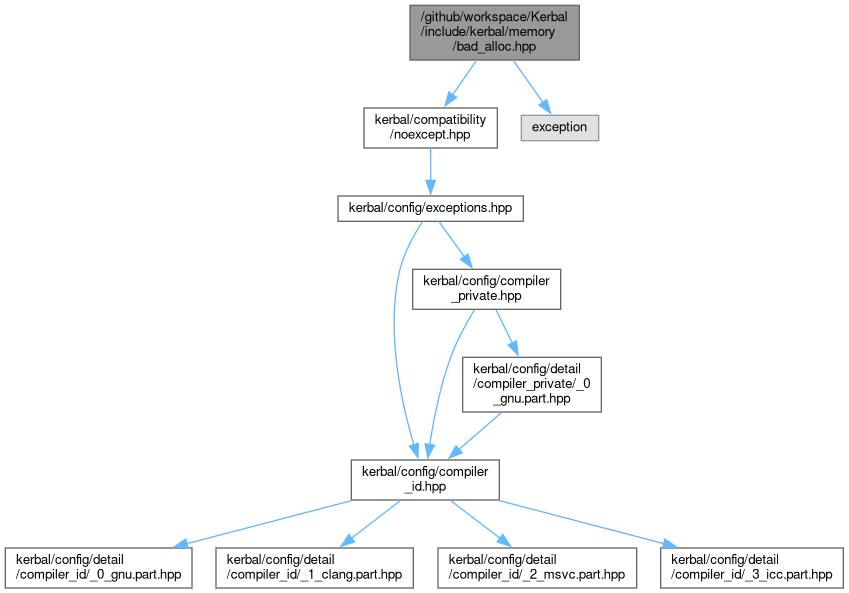 /github/workspace/Kerbal
/include/kerbal/memory
/bad_alloc.hpp
kerbal/compatibility
/noexcept.hpp
exception
kerbal/config/exceptions.hpp
kerbal/config/compiler
_private.hpp
kerbal/config/detail
/compiler_private/_0
_gnu.part.hpp
kerbal/config/compiler
_id.hpp
kerbal/config/detail
/compiler_id/_0_gnu.part.hpp
kerbal/config/detail
/compiler_id/_1_clang.part.hpp
kerbal/config/detail
/compiler_id/_2_msvc.part.hpp
kerbal/config/detail
/compiler_id/_3_icc.part.hpp